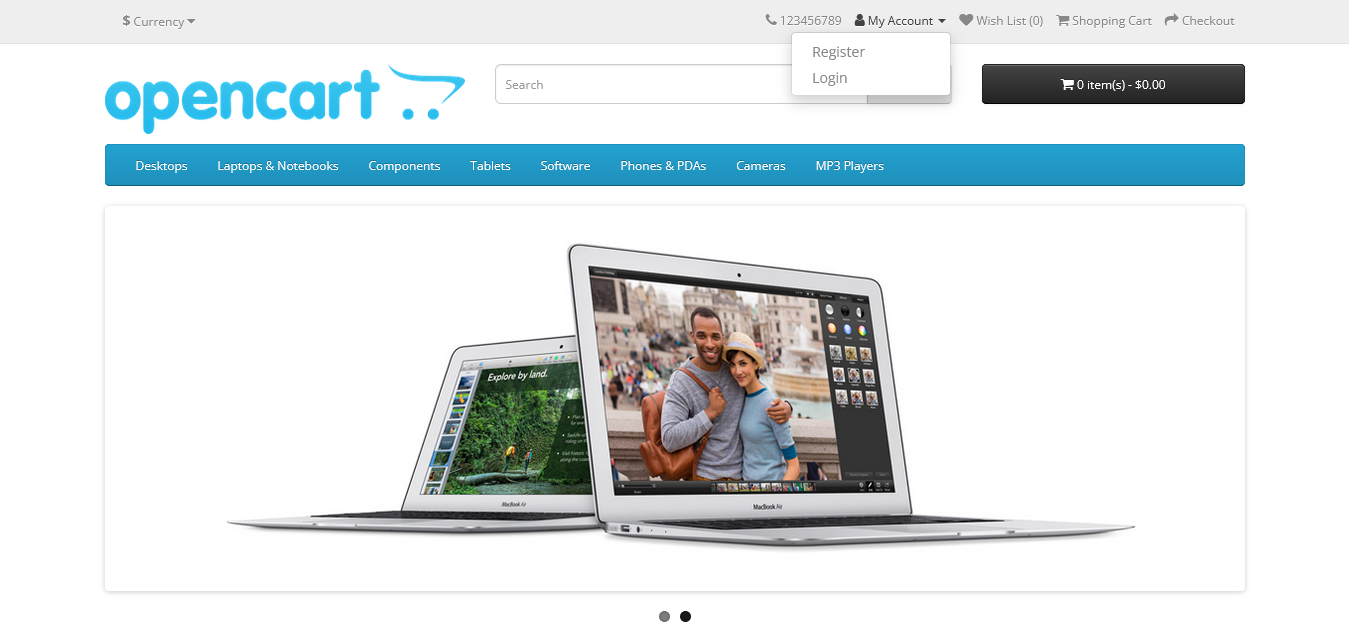 $ Currency
123456789 My Account Wish List (0) Shopping Cart Checkout
Register
Login
opencart
Search
0 item(s) - $0.00
Desktops Laptops & Notebooks Components Tablets Software Phones & PDAs Cameras MP3 Players
Explore by land.
MacBook Air
MacBook Air